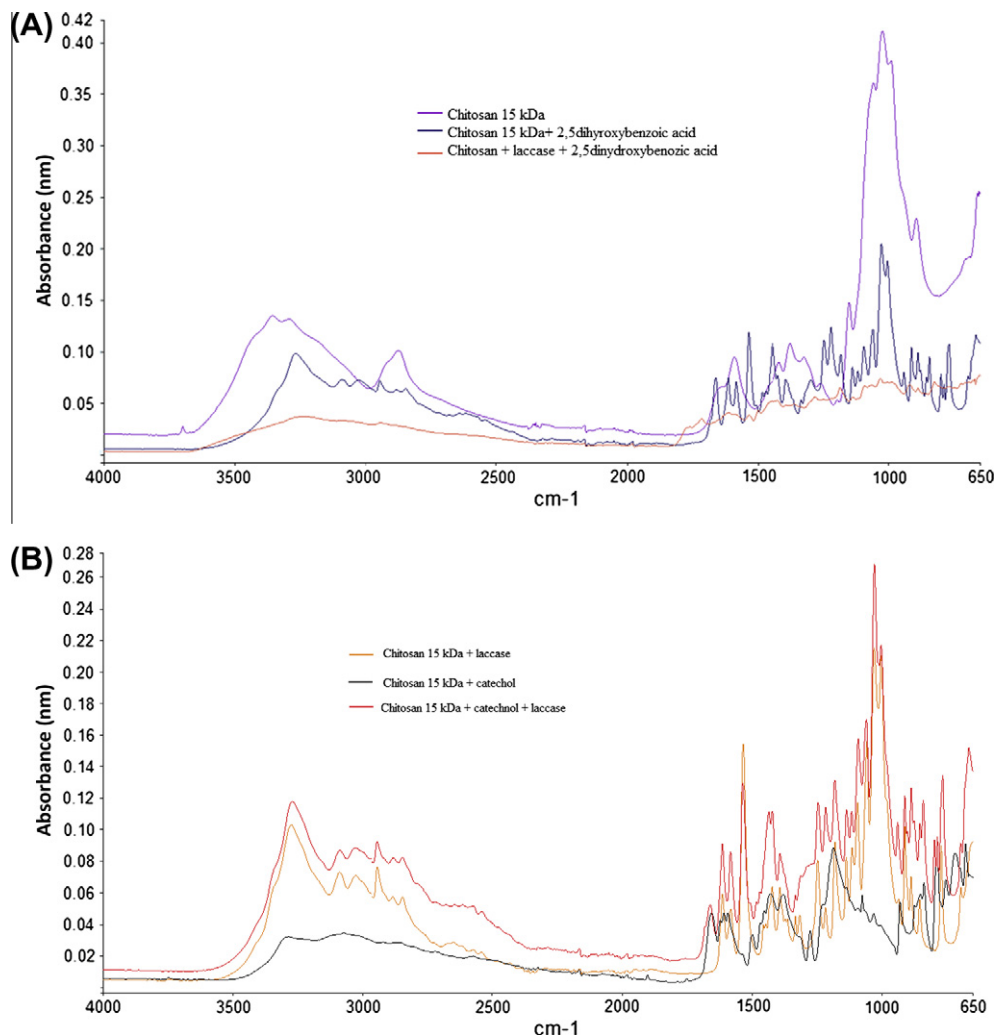 (A)
0.42
0.40
0.35
0.30
0.25
0.20
0.15
0.10
0.05
Absorbance (nm)
Chitosan 15 kDa
Chitosan 15 kDa+ 2,5dihyroxybenzoic acid
Chitosan + laccase + 2,5dinydroxybenozic acid
4000 3500 3000 2500 2000 1500 1000 650
cm-1
(B)
0.28
0.26
0.24
0.22
0.20
0.18
0.16
0.14
0.12
0.10
0.08
0.06
0.04
0.02
Absorbance (nm)
Chitosan 15 kDa + laccase
Chitosan 15 kDa + catechol
Chitosan 15 kDa + catechnol + laccase
4000 3500 3000 2500 2000 1500 1000 650
cm-1